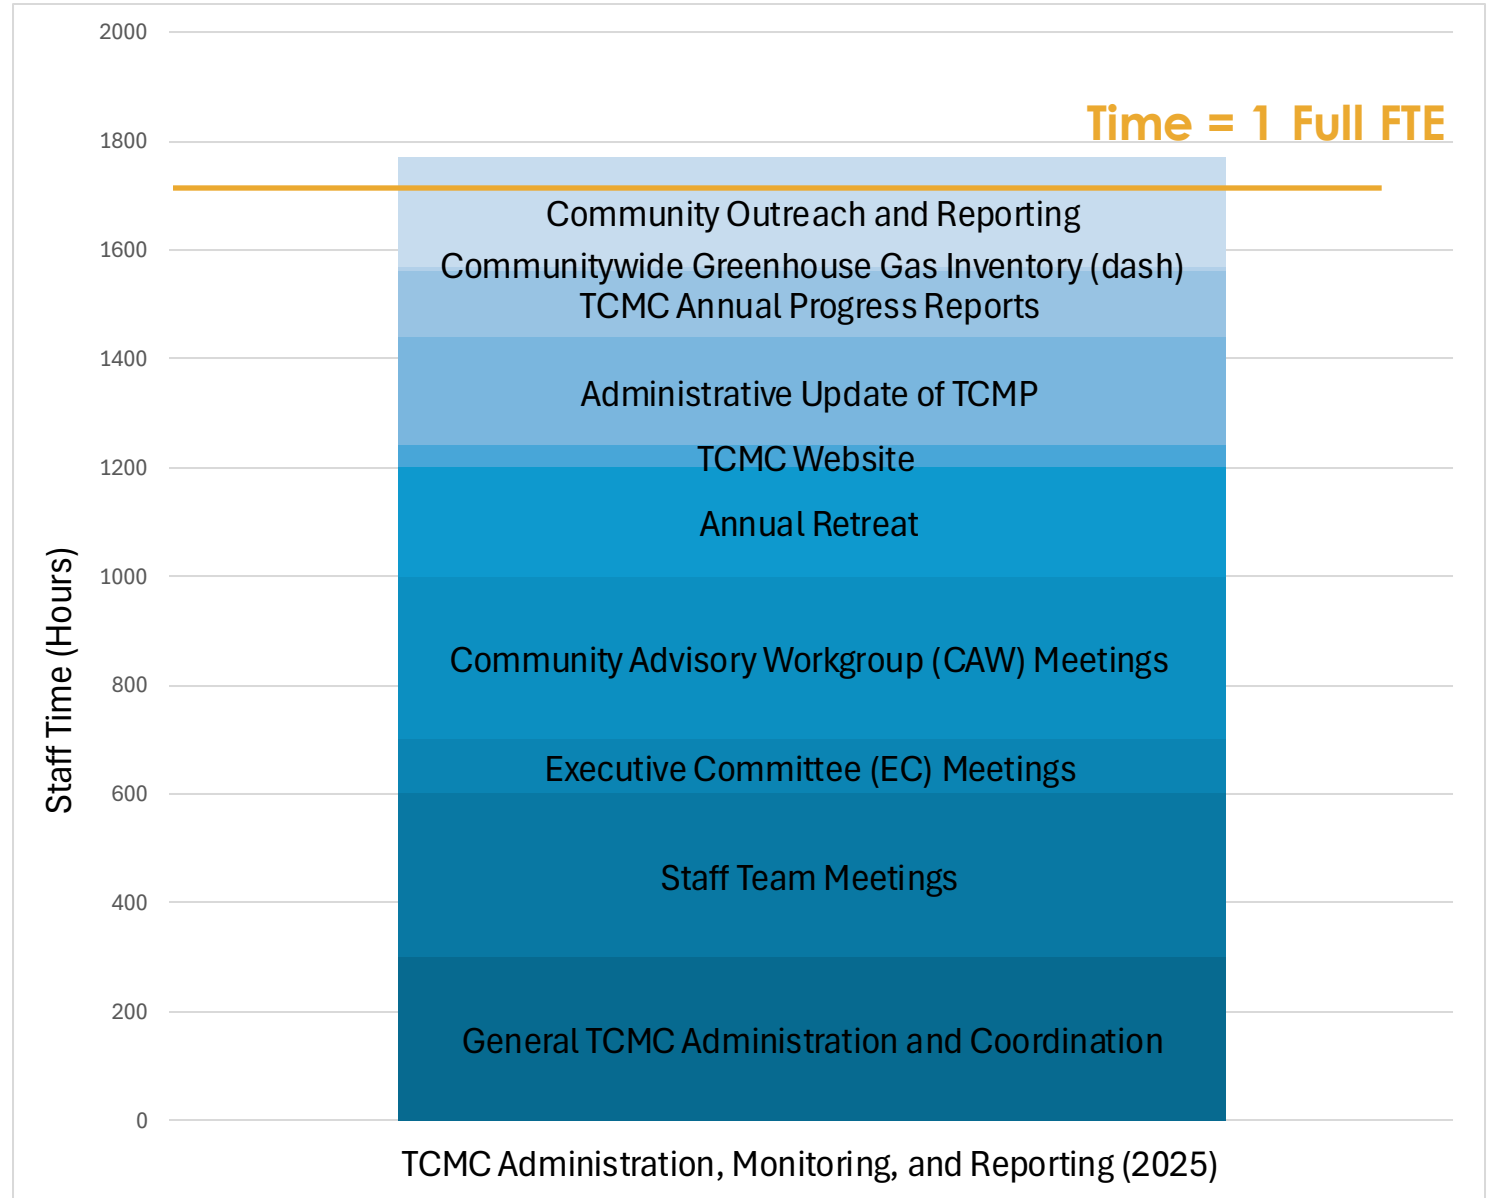 2000
Time = 1 Full FTE
1800
Community Outreach and Reporting
1600
Communitywide Greenhouse Gas Inventory (dash)
TCMC Annual Progress Reports
1400
Administrative Update of TCMP
TCMC Website
1200
Annual Retreat
1000
Community Advisory Workgroup (CAW) Meetings
800
Executive Committee (EC) Meetings
600
Staff Team Meetings
400
200
General TCMC Administration and Coordination
0
Staff Time (Hours)
TCMC Administration, Monitoring, and Reporting (2025)